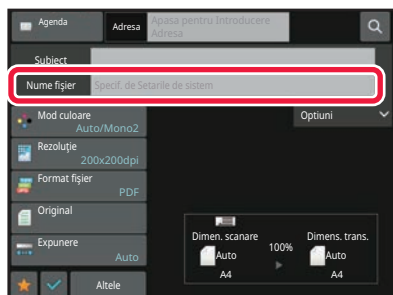 Agenda
Adresa
Apasa pentru Introducere
Adresa
Subiect
Nume fişier
Specif. de Setarile de sistem
Mod culoare
Auto/Mono2
Optiuni
Rezoluţie
200x200dpi
Format fişier
PDF
Original
Expunere
Auto
Dimen. scanare
100%
Dimens. trans.
Auto
Auto
A4
A4
Altele